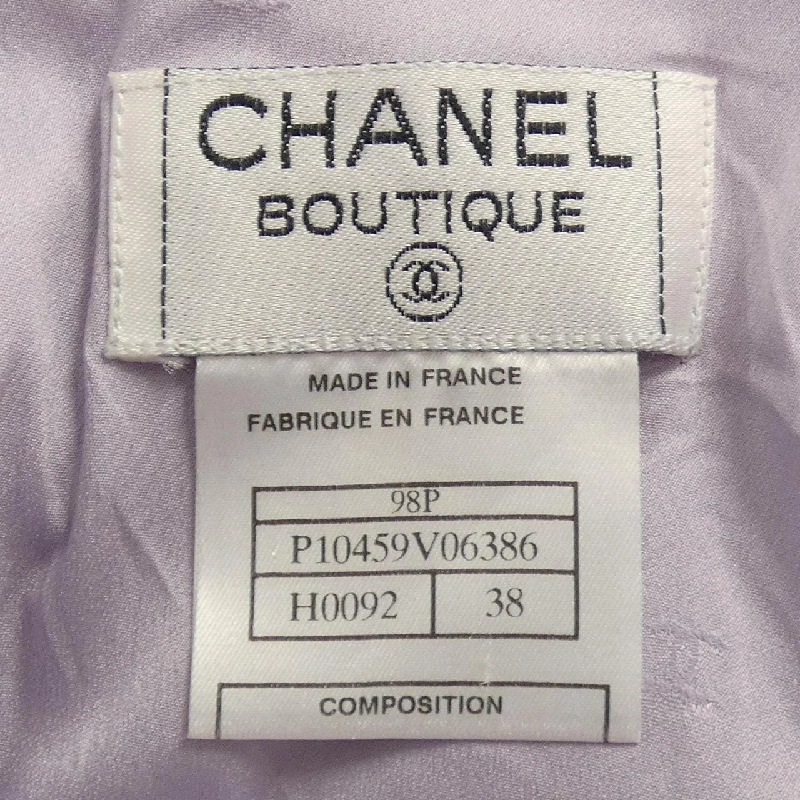 CHANEL
BOUTIQUE
MADE IN FRANCE
FABRIQUE EN FRANCE
98P
P10459V06386
H0092 38
COMPOSITION